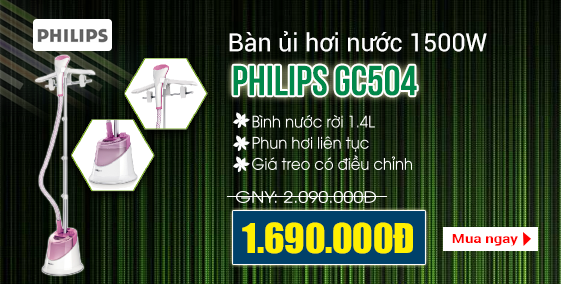 PHILIPS
Bàn ủi hơi nước 1500W
PHILIPS GC504
Bình nước rời 1.4L
Phun hơi liên tục
Giá treo có điều chỉnh
GNY: 2.090.000Đ
1.690.000Đ
Mua ngay